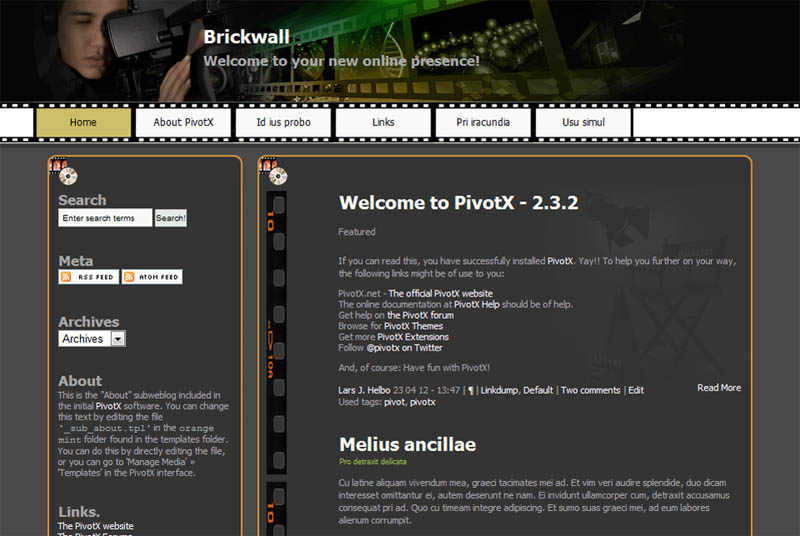 Brickwall
Welcome to your new online presence!
Home
About PivotX
Id ius probo
Links
Pri iracundia
Usu simul
Search
Enter search terms
Search!
Meta
RSS FEED
ATOM FEED
Archives
Archives
About
This is the "About" subweblog included
in the initial PivotX software. You can change
this text by editing the file
'_sub_about.tpl' in the orange
mint folder found in the templates folder.
You can do this by directly editing the file,
or you can go to 'Manage Media' »
'Templates' in the PivotX interface.
Links.
The PivotX website
The PivotX Forums
10
10A
Welcome to PivotX - 2.3.2
Featured
If you can read this, you have successfully installed PivotX. Yay!! To help you further on your way,
the following links might be of use to you:
PivotX.net - The official PivotX website
The online documentation at PivotX Help should be of help.
Get help on the PivotX forum
Browse for PivotX Themes
Get more PivotX Extensions
Follow @pivotx on Twitter
And, of course: Have fun with PivotX!
Lars J. Helbo 23 04 12 - 13:47 | ¶ | Linkdump, Default | Two comments | Edit
Read More
Used tags: pivot, pivotx
Melius ancillae
Pro detraxit delicata
Cu latine aliquam vivendum mea, graeci tacimates mei ad. Et vim veri audire splendide, duo dicam
interesset omittantur ei, autem deserunt ne nam. Ei invidunt ullamcorper cum, detraxit accusamus
consequat pri ad. Quo cu timeam integre adipiscing. Et sumo suas graeci mei, ad eum labores
alienum corrumpit.